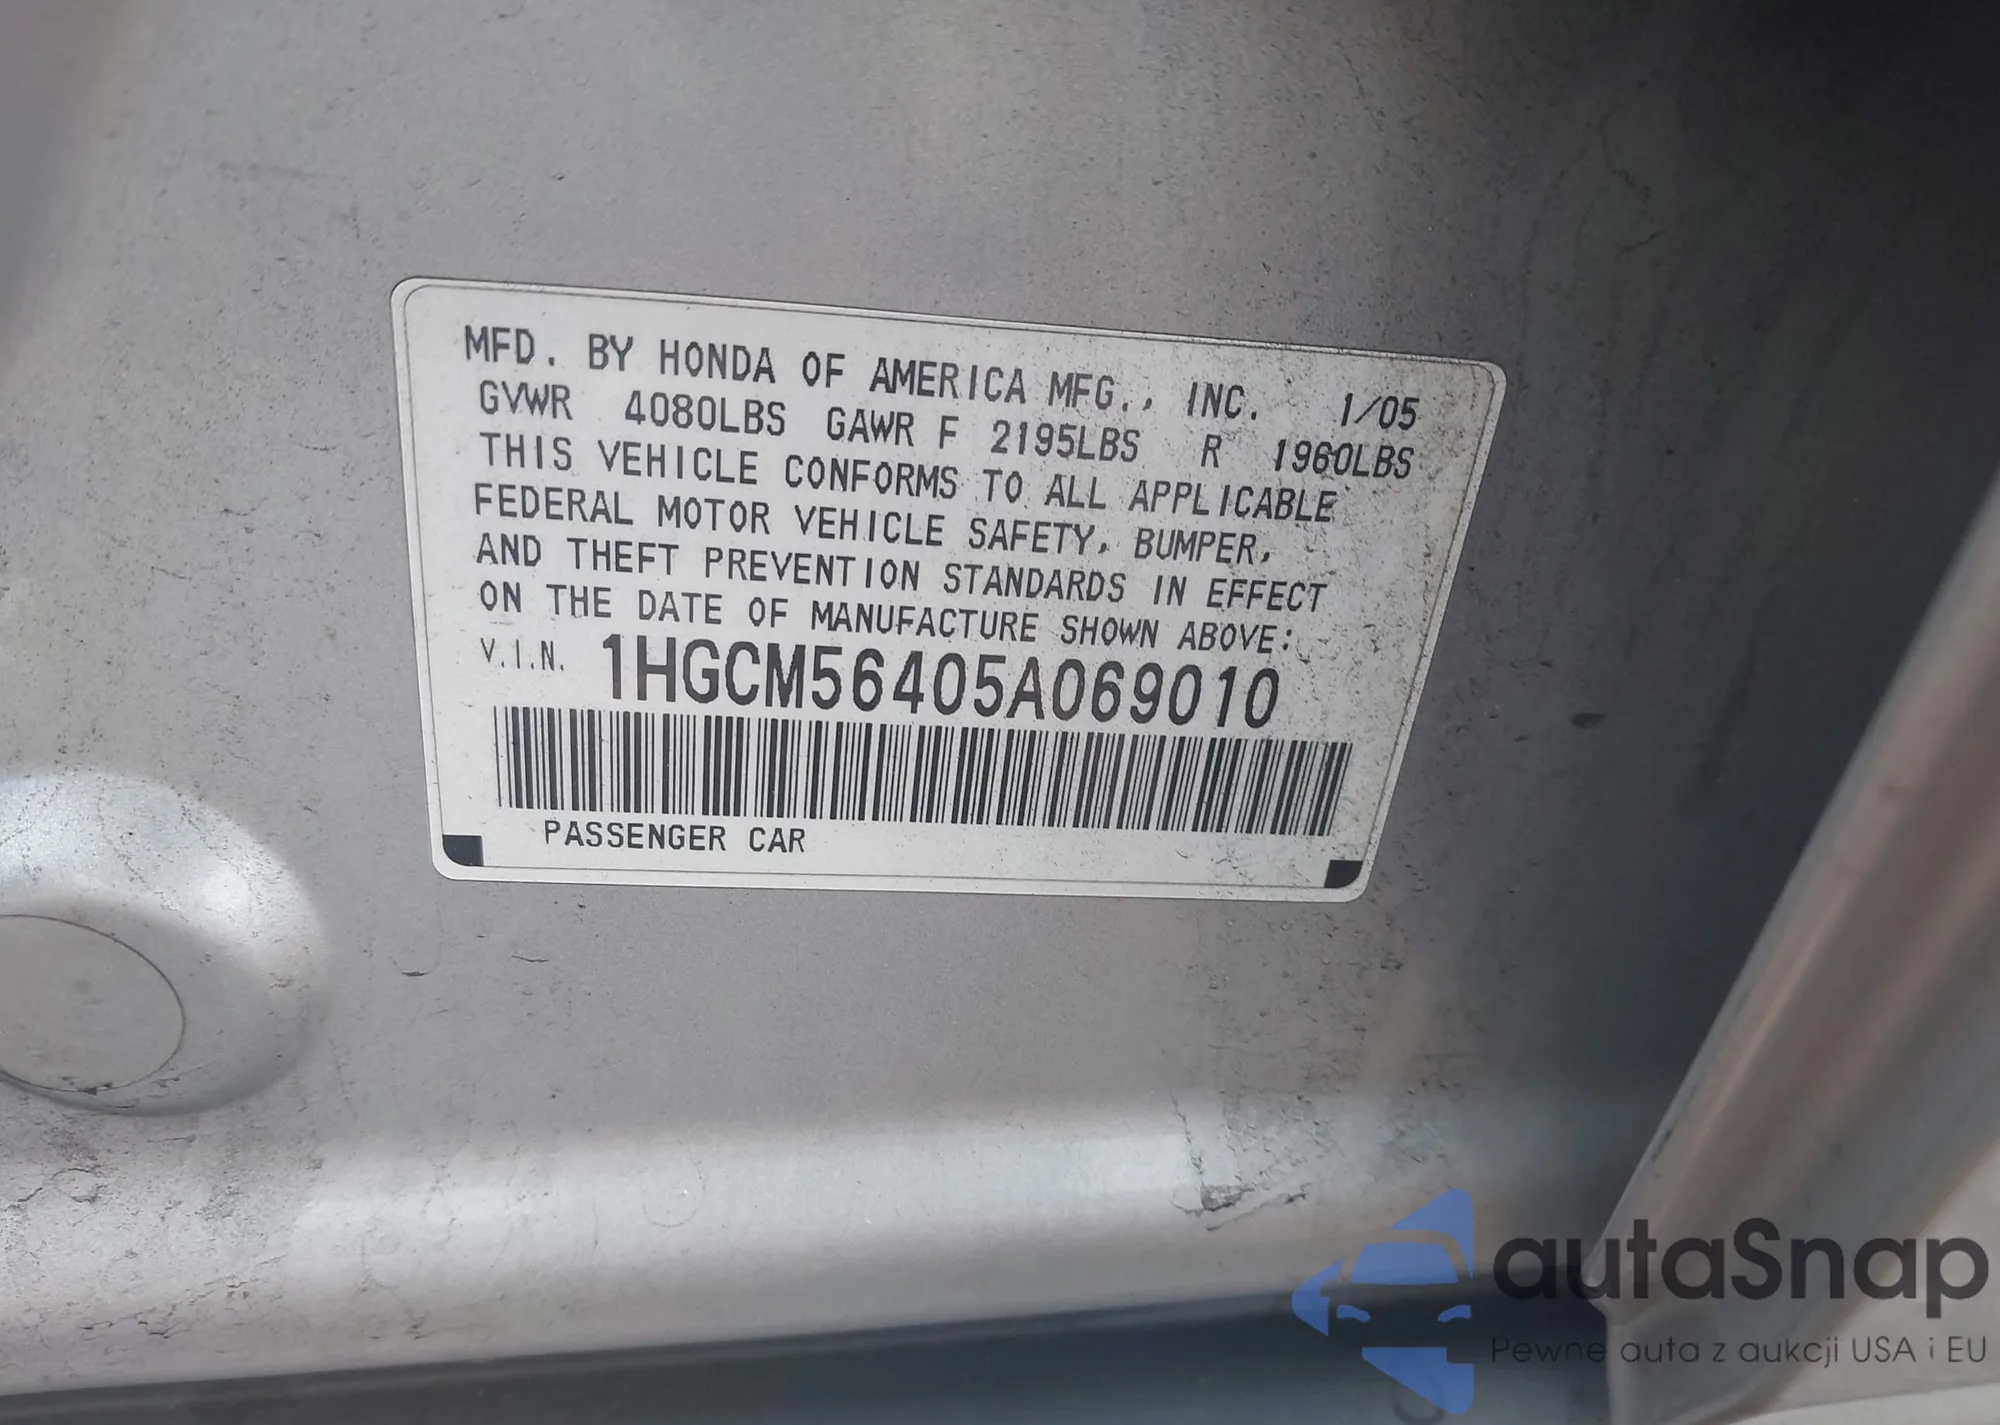 MFD. BY HONDA OF AMERICA MFG., INC. 1/05
GVWR 4080LBS GAWR F 2195LBS R 1960LBS
THIS VEHICLE CONFORMS TO ALL APPLICABLE
FEDERAL MOTOR VEHICLE SAFETY, BUMPER,
AND THEFT PREVENTION STANDARDS IN EFFECT
ON THE DATE OF MANUFACTURE SHOWN ABOVE:
V.I.N. 1HGCM56405A069010
PASSENGER CAR
autaSnap
Pewne auta z aukcji USA i EU